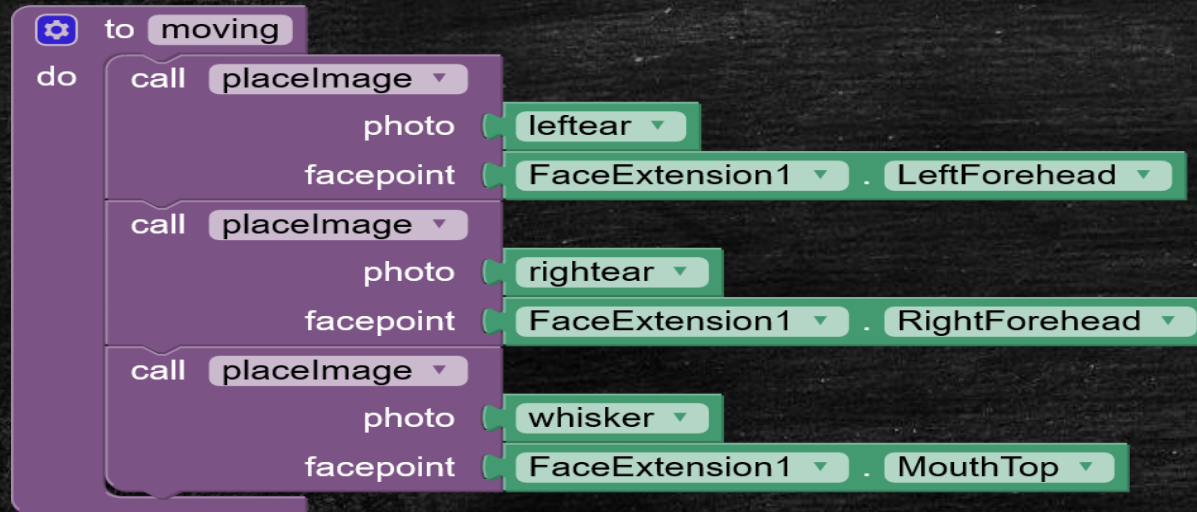 to moving
do call placeImage
photo leftear
facepoint FaceExtension1 . LeftForehead
call placeImage
photo rightear
facepoint FaceExtension1 . RightForehead
call placeImage
photo whisker
facepoint FaceExtension1 . MouthTop